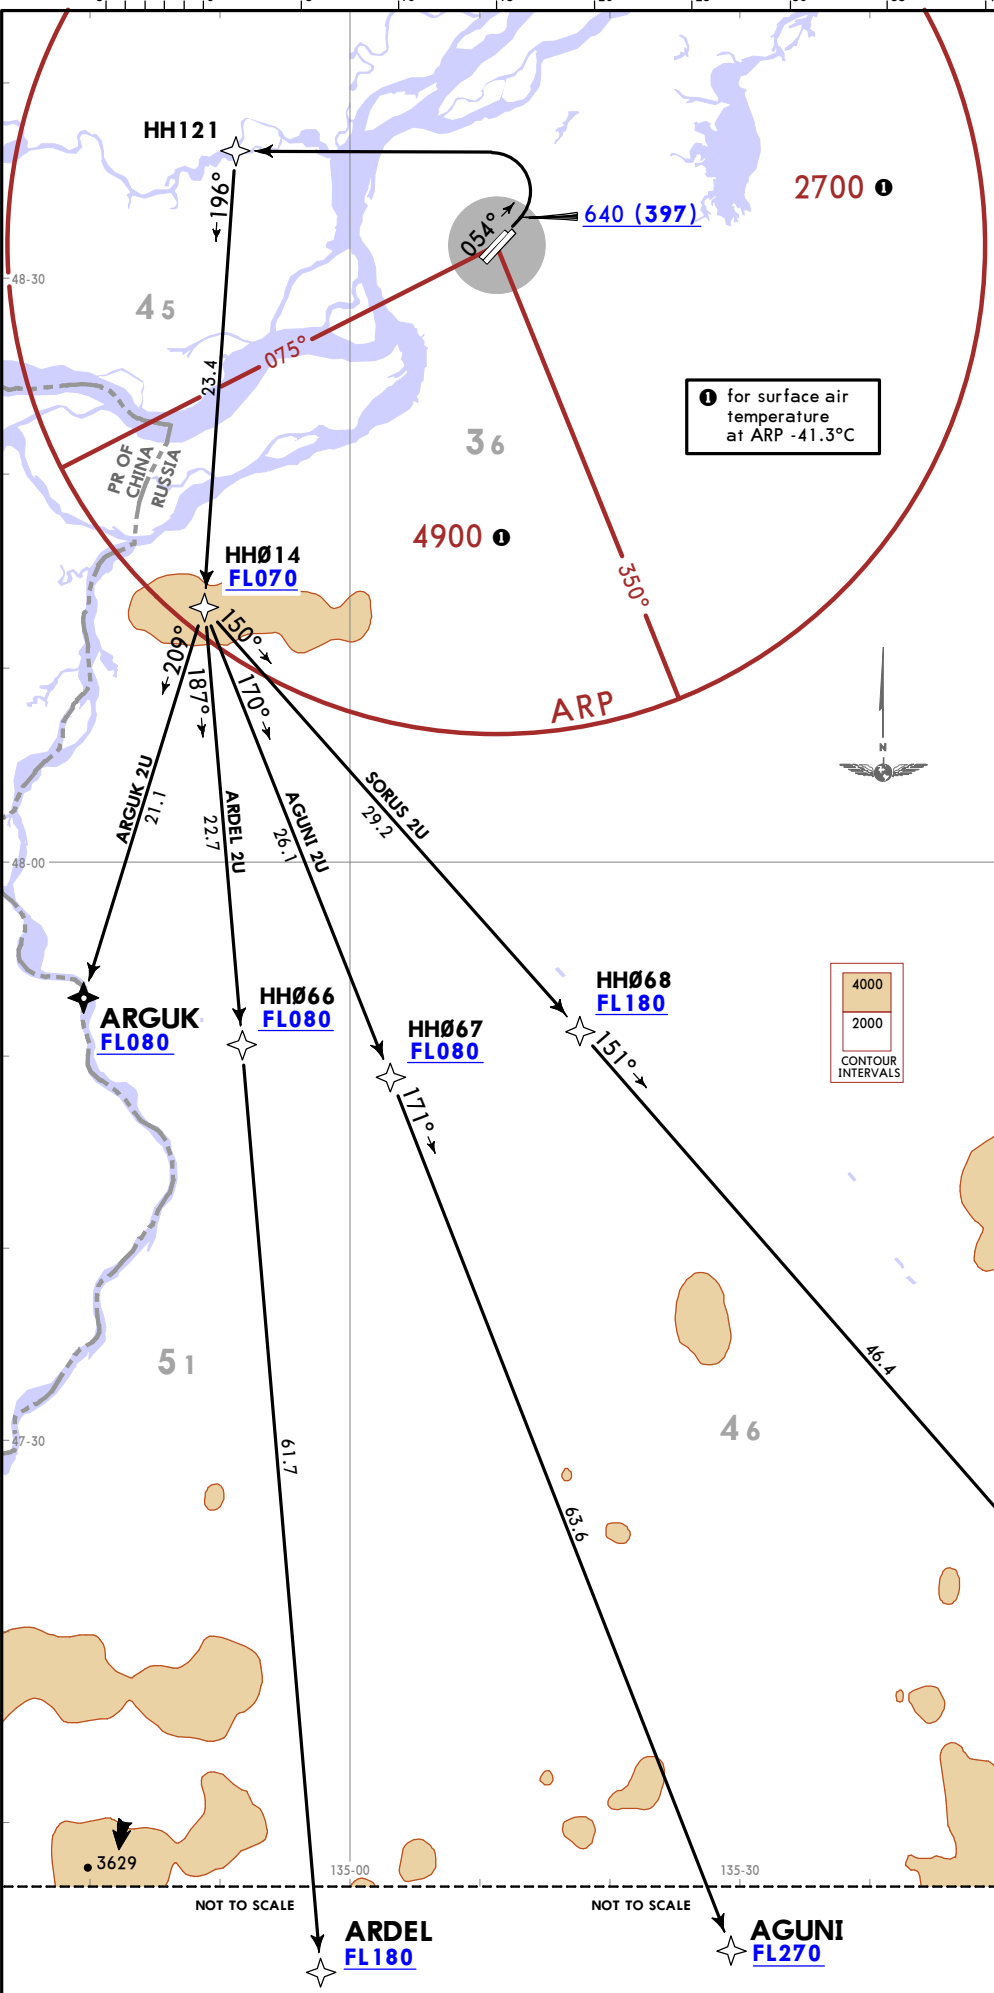 HH121
196°
054°
640 (397)
2700 ❶
48-30
45
075°
23.4
❶ for surface air
temperature
at ARP -41.3°C
36
PR OF
CHINA
RUSSIA
4900 ❶
HHØ14
FL070
350°
150°
209°
187°
170°
ARP
N
ARGUK 2U
21.1
ARDEL 2U
22.7
AGUNI 2U
26.1
SORUS 2U
29.2
48-00
HHØ68
FL180
4000
2000
CONTOUR
INTERVALS
HHØ66
FL080
ARGUK
FL080
HHØ67
FL080
151°
171°
51
46.4
46
47-30
61.7
63.6
3629
135-00
135-30
NOT TO SCALE
NOT TO SCALE
ARDEL
FL180
AGUNI
FL270